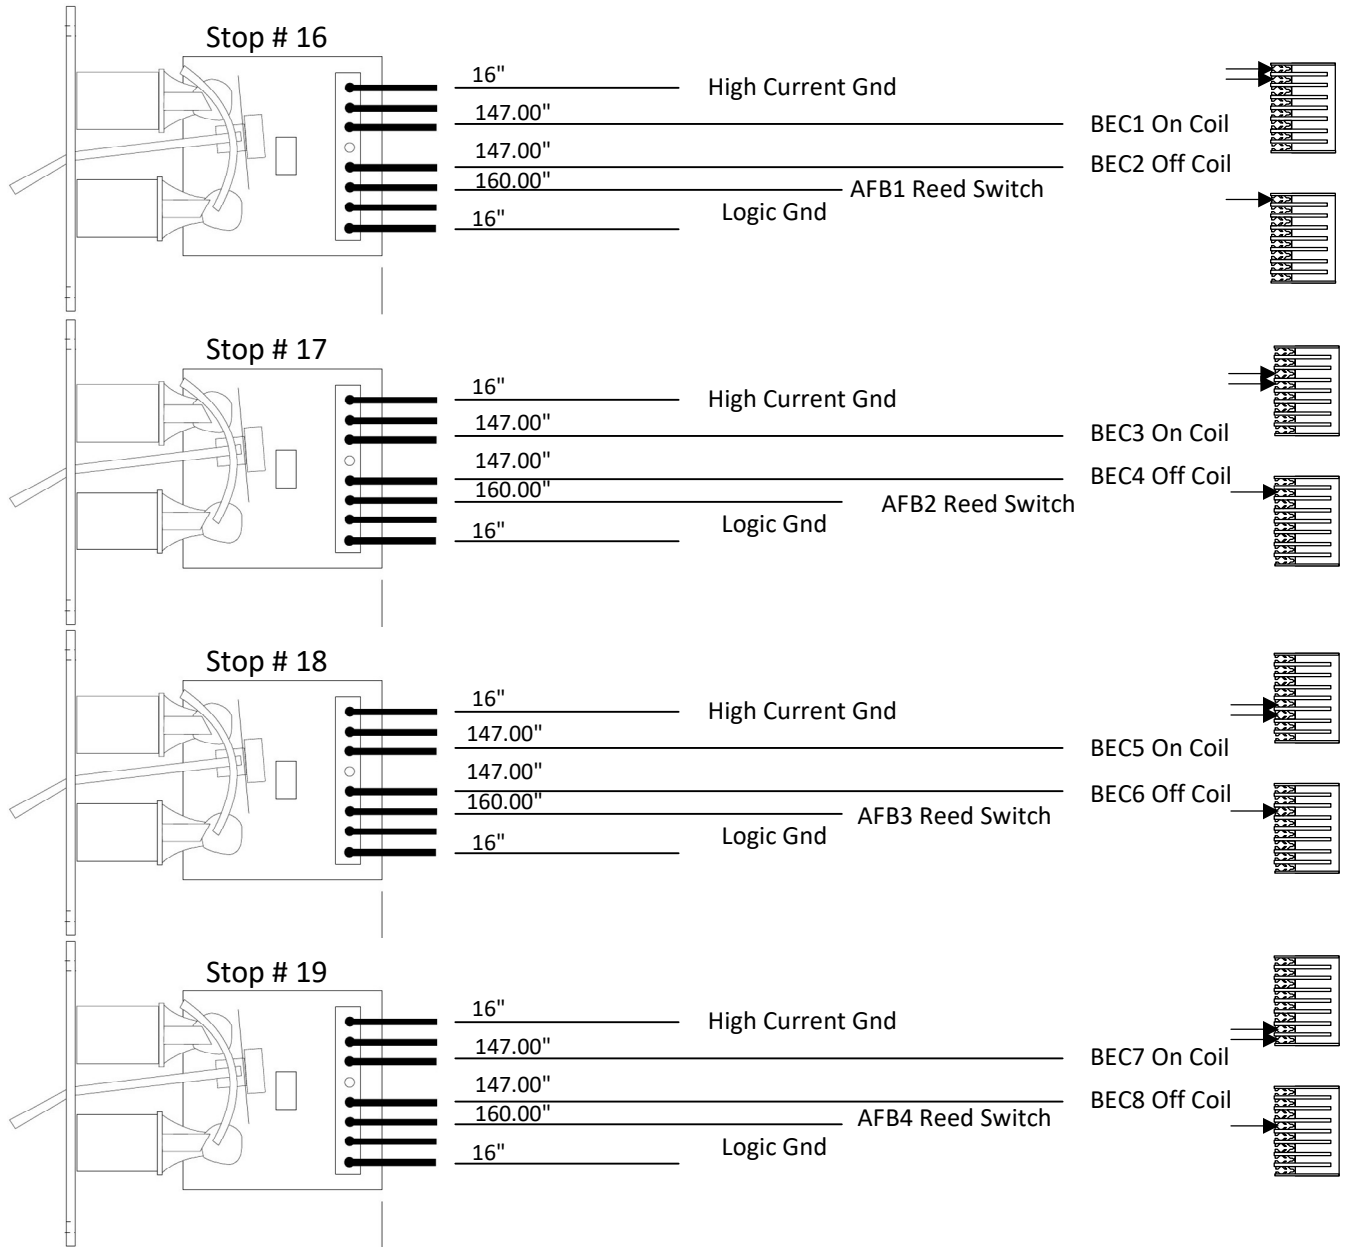 Stop # 16
16"
High Current Gnd
147.00"
BEC1 On Coil
147.00"
BEC2 Off Coil
160.00"
AFB1 Reed Switch
Logic Gnd
16"
Stop # 17
16"
High Current Gnd
147.00"
BEC3 On Coil
147.00"
BEC4 Off Coil
160.00"
AFB2 Reed Switch
Logic Gnd
16"
Stop # 18
16"
High Current Gnd
147.00"
BEC5 On Coil
147.00"
BEC6 Off Coil
160.00"
AFB3 Reed Switch
Logic Gnd
16"
Stop # 19
16"
High Current Gnd
147.00"
BEC7 On Coil
147.00"
BEC8 Off Coil
160.00"
AFB4 Reed Switch
Logic Gnd
16"